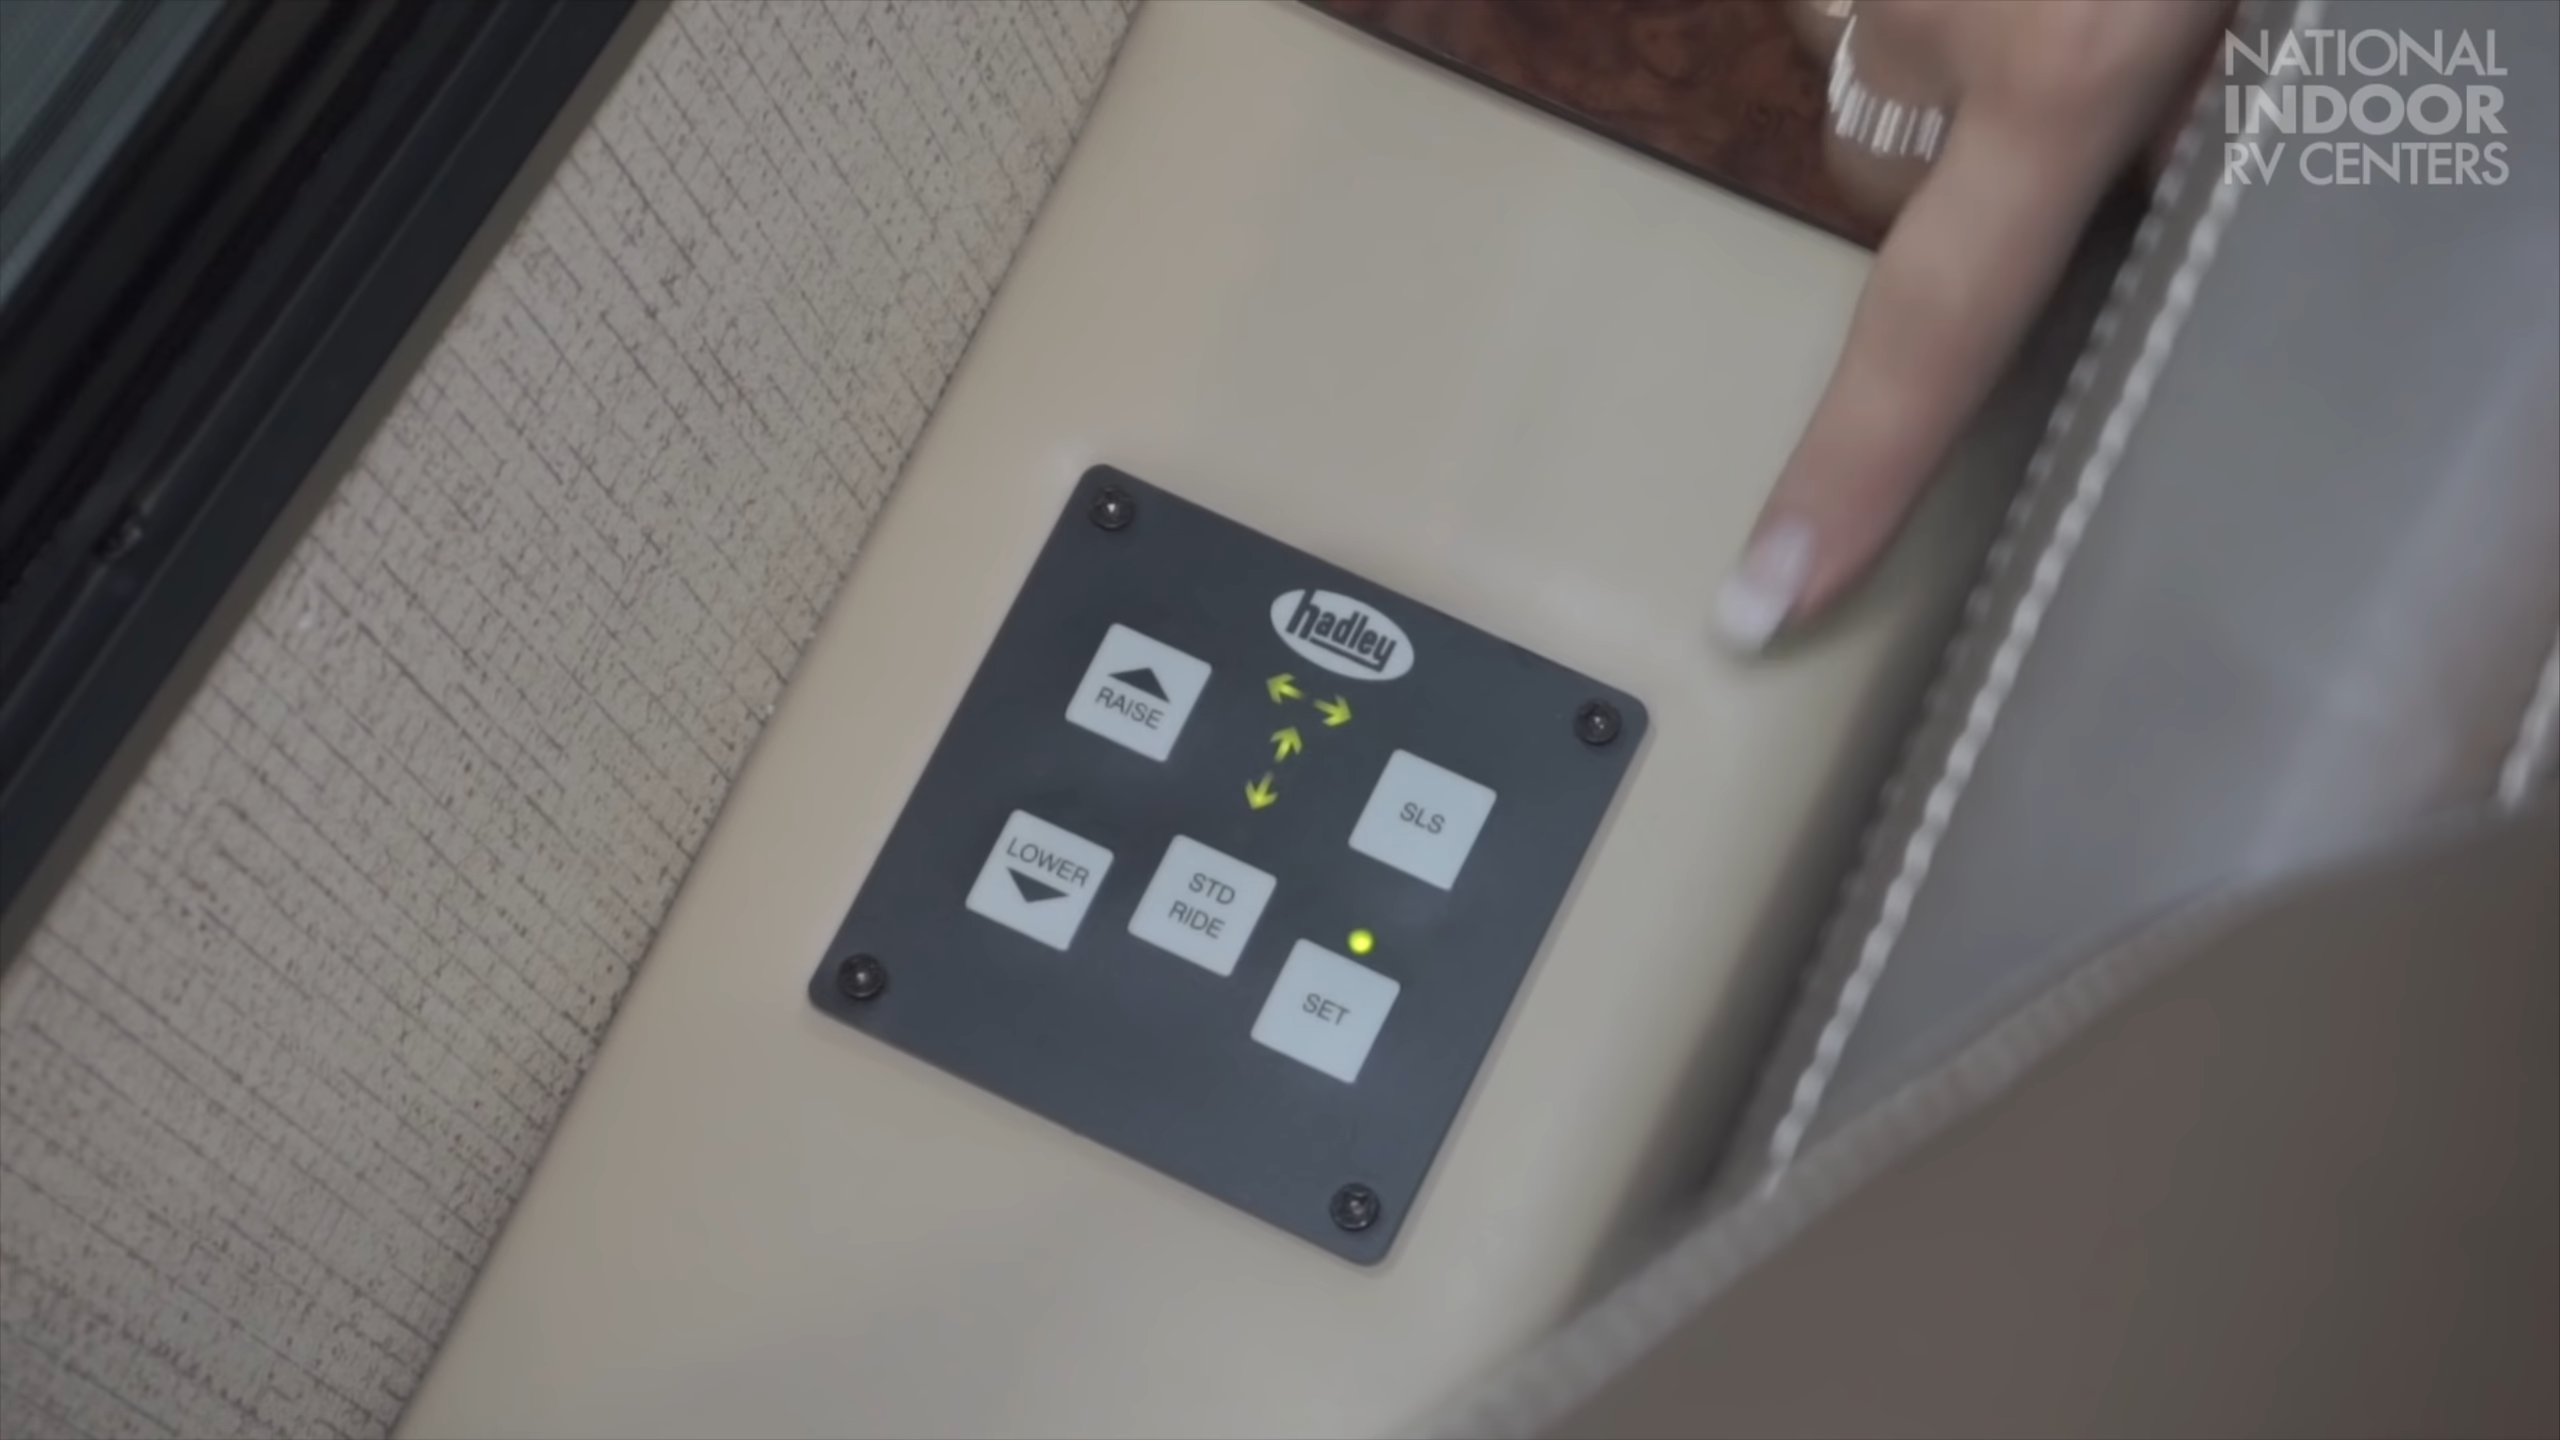 NATIONAL
INDOOR
RV CENTERS
hadley
RAISE
SLS
LOWER
STD
RIDE
SET